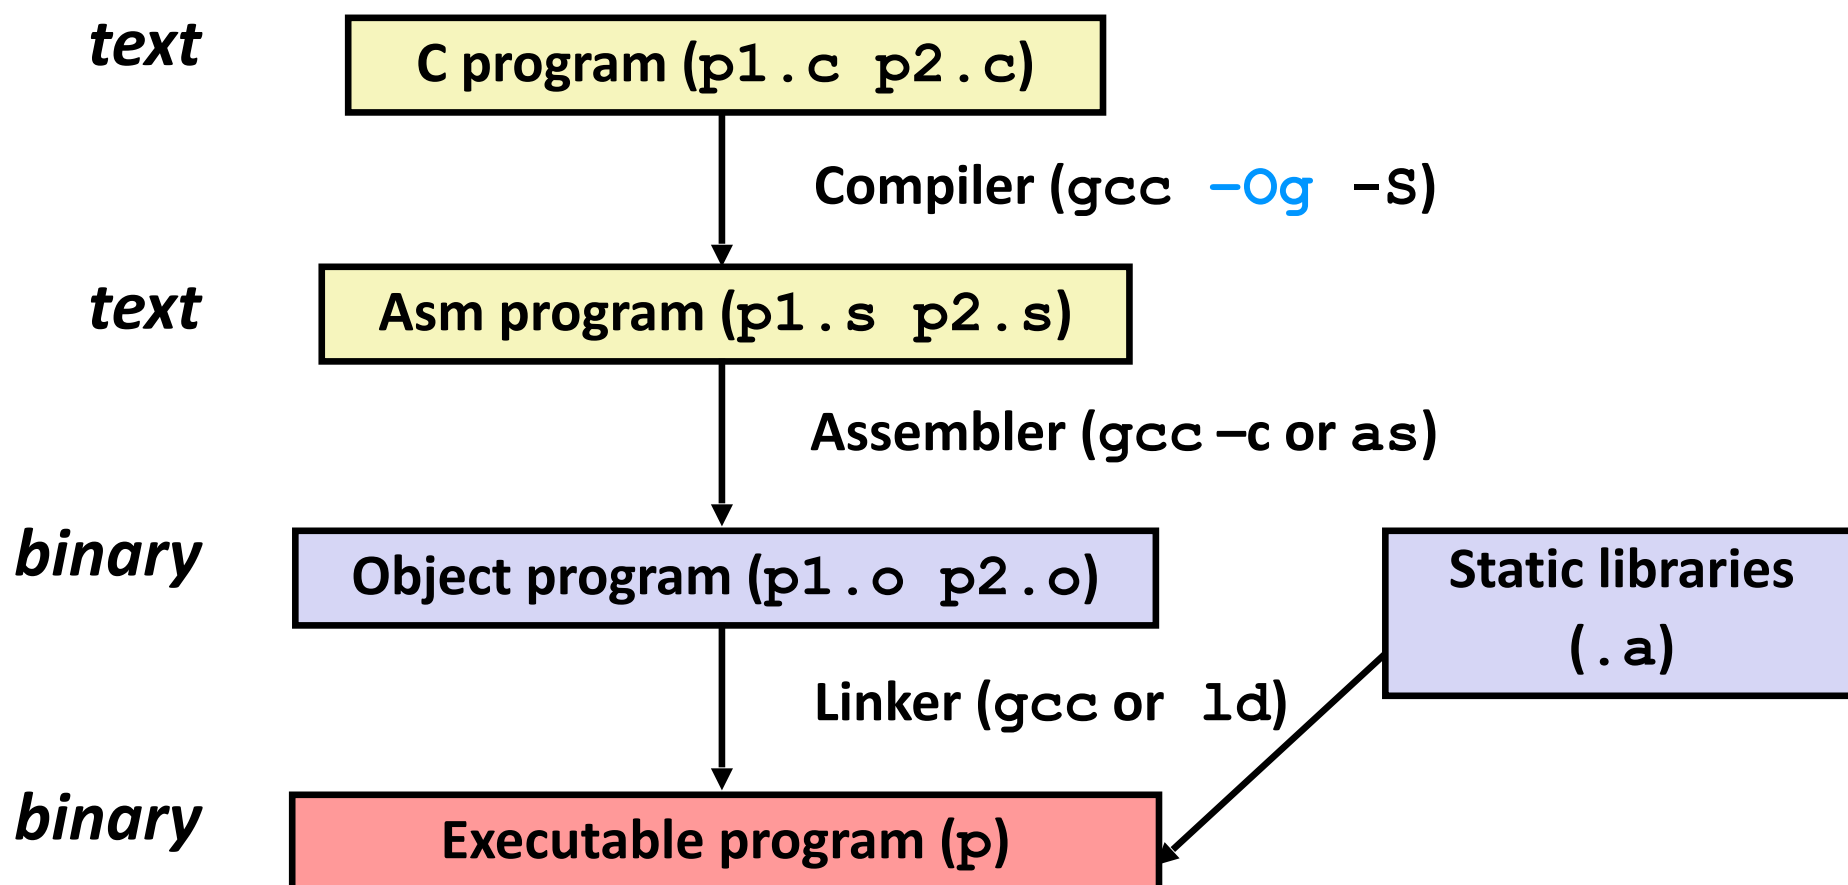 text
C program (p1.c p2.c)
Compiler (gcc –Og –S)
text
Asm program (p1.s p2.s)
Assembler (gcc –c or as)
binary
Object program (p1.o p2.o)
Static libraries
(.a)
Linker (gcc or ld)
binary
Executable program (p)